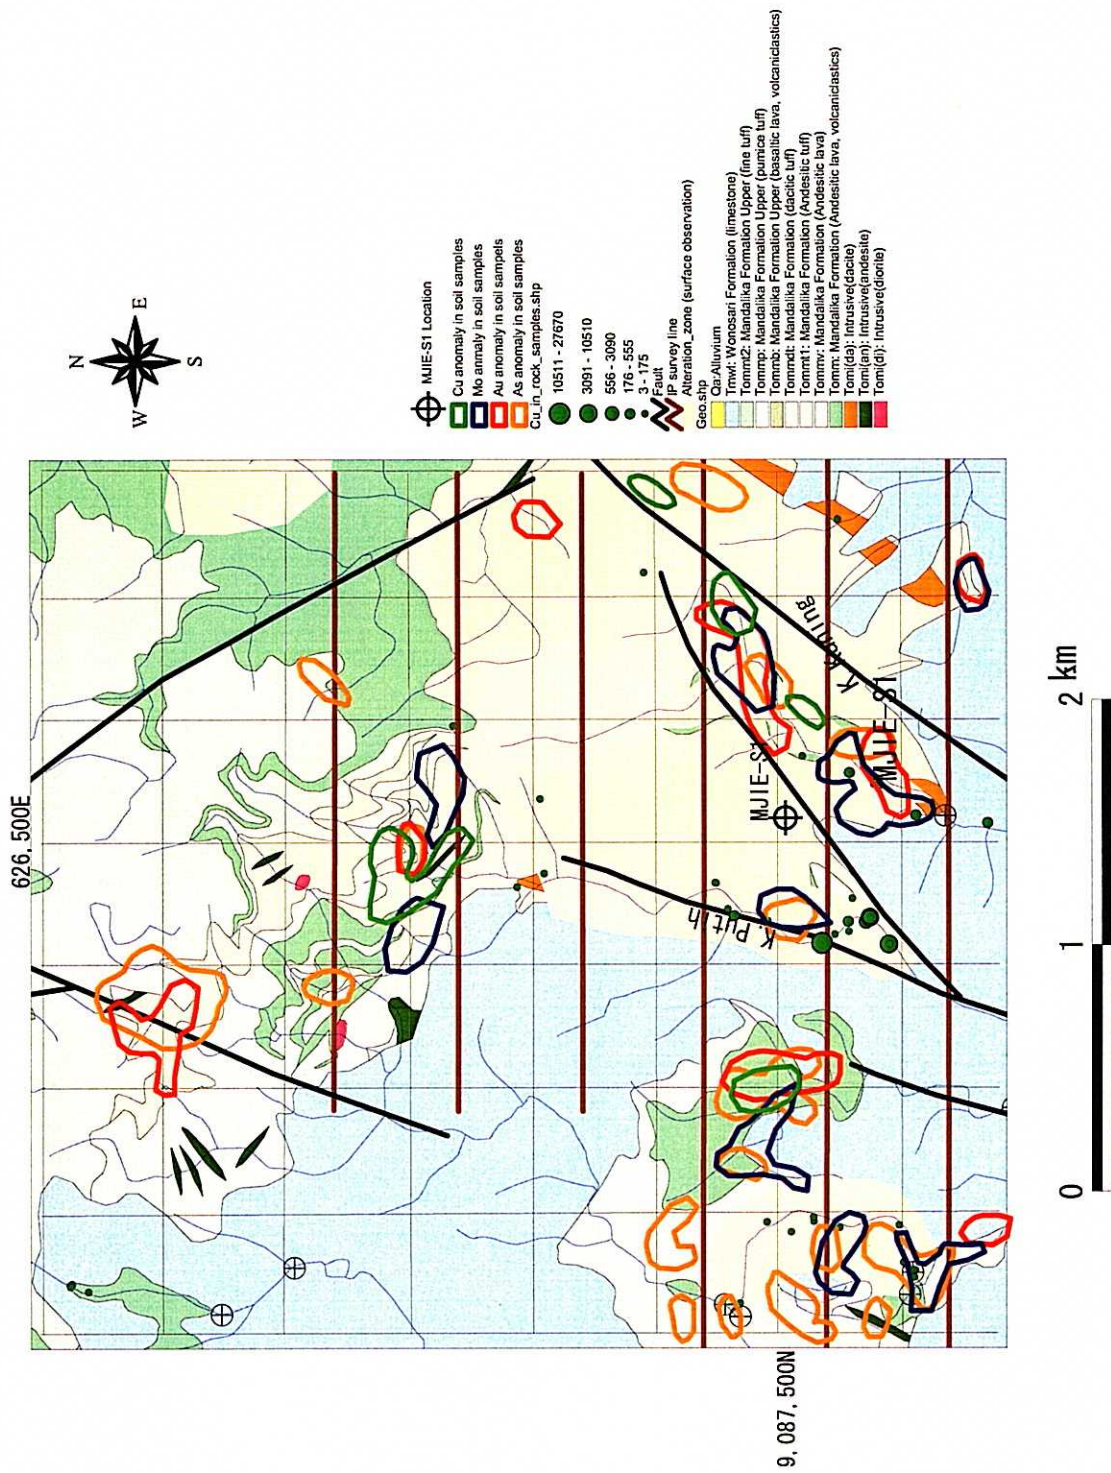 626, 500E
N
W
E
S
MJIE-S1 Location
Cu anomaly in soil samples
Mo anmaly in soil samples
Au anomaly in soil sampels
As anomaly in soil samples
Cu_in_rock_samples.shp
10511 - 27670
3091 - 10510
556 - 3090
176 - 555
3 - 175
Fault
IP survey line
Alteration_zone (surface observation)
Geo.shp
Qa:Alluvium
Tmwl: Wonosari Formation (limestone)
Tommt2: Mandalika Formation Upper (fine tuff)
Tommp: Mandalika Formation Upper (pumice tuff)
Tommb: Mandalika Formation Upper (basaltic lava, volcaniclastics)
Tommdt: Mandalika Formation (dacitic tuff)
Tommt1: Mandalika Formation (Andesitic tuff)
Tommv: Mandalika Formation (Andesitic lava)
Tomm: Mandalika Formation (Andesitic lava, volcaniclastics)
Tomi(da): Intrusive(dacite)
Tomi(an): Intrusive(andesite)
Tomi(di): Intrusive(diorite)
K. Putih
MJIE-S1
MJIE-S1
9, 087, 500N
0
1
2 km